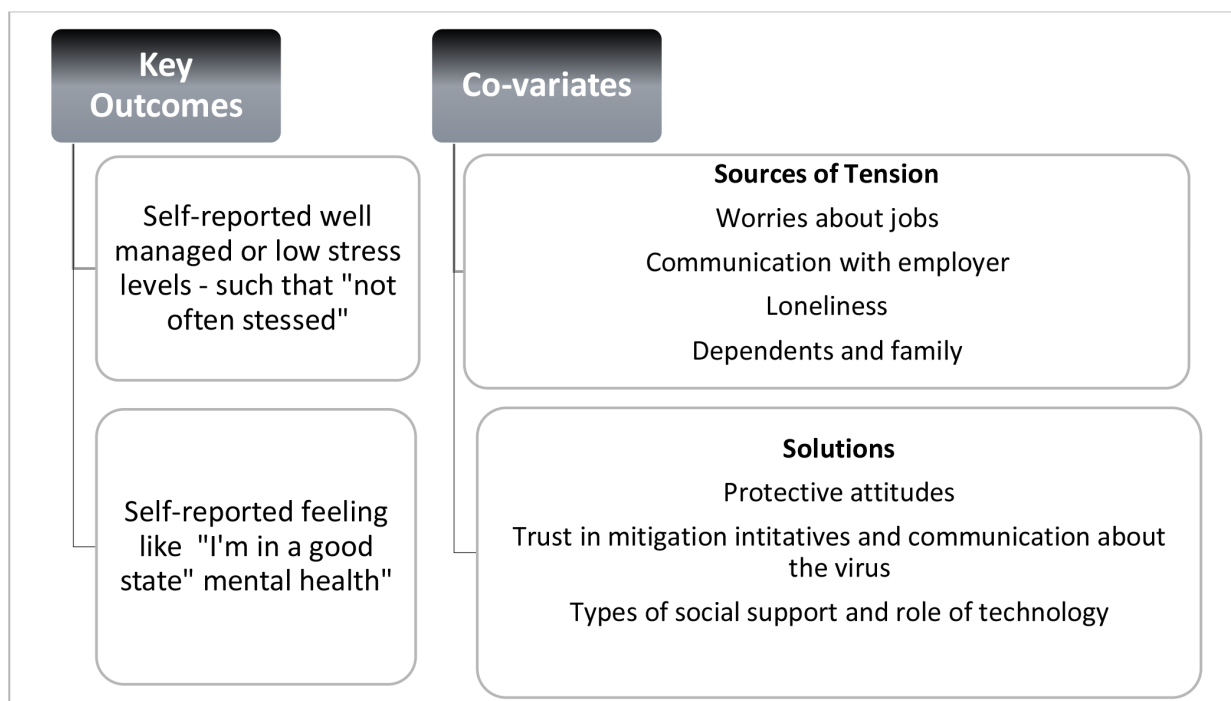 Key
Outcomes
Self-reported well
managed or low stress
levels - such that "not
often stressed"
Self-reported feeling
like "I'm in a good
state" mental health"
Co-variates
Sources of Tension
Worries about jobs
Communication with employer
Loneliness
Dependents and family
Solutions
Protective attitudes
Trust in mitigation intitatives and communication about
the virus
Types of social support and role of technology